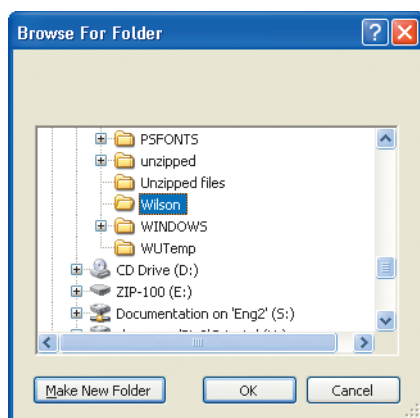 Browse For Folder
PSFONTS
unzipped
Unzipped files
Wilson
WINDOWS
WUTemp
CD Drive (D:)
ZIP-100 (E:)
Documentation on 'Eng2' (S:)
Make New Folder
OK
Cancel